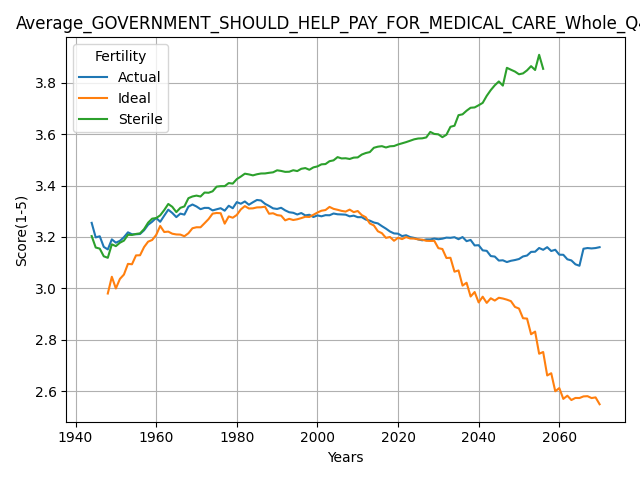 Average_GOVERNMENT_SHOULD_HELP_PAY_FOR_MEDICAL_CARE_Whole_Q4
Fertility
Actual
Ideal
Sterile
Score(1-5)
3.8
3.6
3.4
3.2
3.0
2.8
2.6
1940 1960 1980 2000 2020 2040 2060
Years